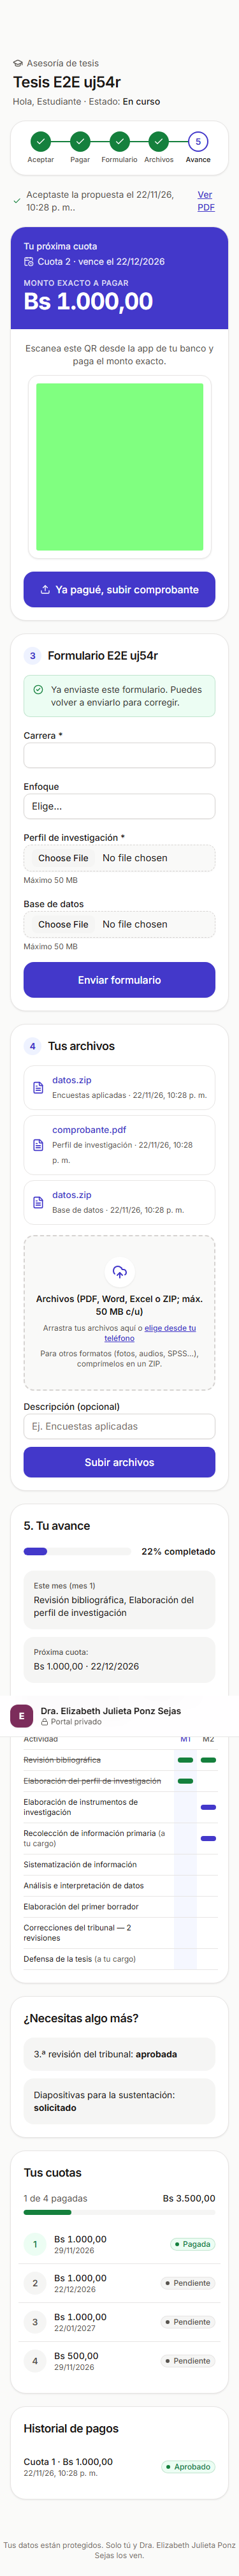 Asesoría de tesis
Tesis E2E uj54r
Hola, Estudiante · Estado: En curso
5
Aceptar Pagar Formulario Archivos Avance
Aceptaste la propuesta el 22/11/26,
10:28 p. m..
Ver
PDF
Tu próxima cuota
Cuota 2 · vence el 22/12/2026
MONTO EXACTO A PAGAR
Bs 1.000,00
Escanea este QR desde la app de tu banco y
paga el monto exacto.
Ya pagué, subir comprobante
3 Formulario E2E uj54r
Ya enviaste este formulario. Puedes
volver a enviarlo para corregir.
Carrera *
Enfoque
Elige...
Perfil de investigación *
Choose File No file chosen
Máximo 50 MB
Base de datos
Choose File No file chosen
Máximo 50 MB
Enviar formulario
4 Tus archivos
datos.zip
Encuestas aplicadas · 22/11/26, 10:28 p. m.
comprobante.pdf
Perfil de investigación · 22/11/26, 10:28
p. m.
datos.zip
Base de datos · 22/11/26, 10:28 p. m.
Archivos (PDF, Word, Excel o ZIP; máx.
50 MB c/u)
Arrastra tus archivos aquí o elige desde tu
teléfono
Para otros formatos (fotos, audios, SPSS...),
comprímelos en un ZIP.
Descripción (opcional)
Ej. Encuestas aplicadas
Subir archivos
5. Tu avance
22% completado
Este mes (mes 1)
Revisión bibliográfica, Elaboración del
perfil de investigación
Próxima cuota:
Bs 1.000,00 · 22/12/2026
E
Dra. Elizabeth Julieta Ponz Sejas
Portal privado
Actividad M1 M2
Revisión bibliográfica
Elaboración del perfil de investigación
Elaboración de instrumentos de
investigación
Recolección de información primaria (a
tu cargo)
Sistematización de información
Análisis e interpretación de datos
Elaboración del primer borrador
Correcciones del tribunal — 2
revisiones
Defensa de la tesis (a tu cargo)
¿Necesitas algo más?
3.ª revisión del tribunal: aprobada
Diapositivas para la sustentación:
solicitado
Tus cuotas
1 de 4 pagadas Bs 3.500,00
1 Bs 1.000,00 Pagada
29/11/2026
2 Bs 1.000,00 Pendiente
22/12/2026
3 Bs 1.000,00 Pendiente
22/01/2027
4 Bs 500,00 Pendiente
29/11/2026
Historial de pagos
Cuota 1 · Bs 1.000,00 Aprobado
22/11/26, 10:28 p. m.
Tus datos están protegidos. Solo tú y Dra. Elizabeth Julieta Ponz
Sejas los ven.